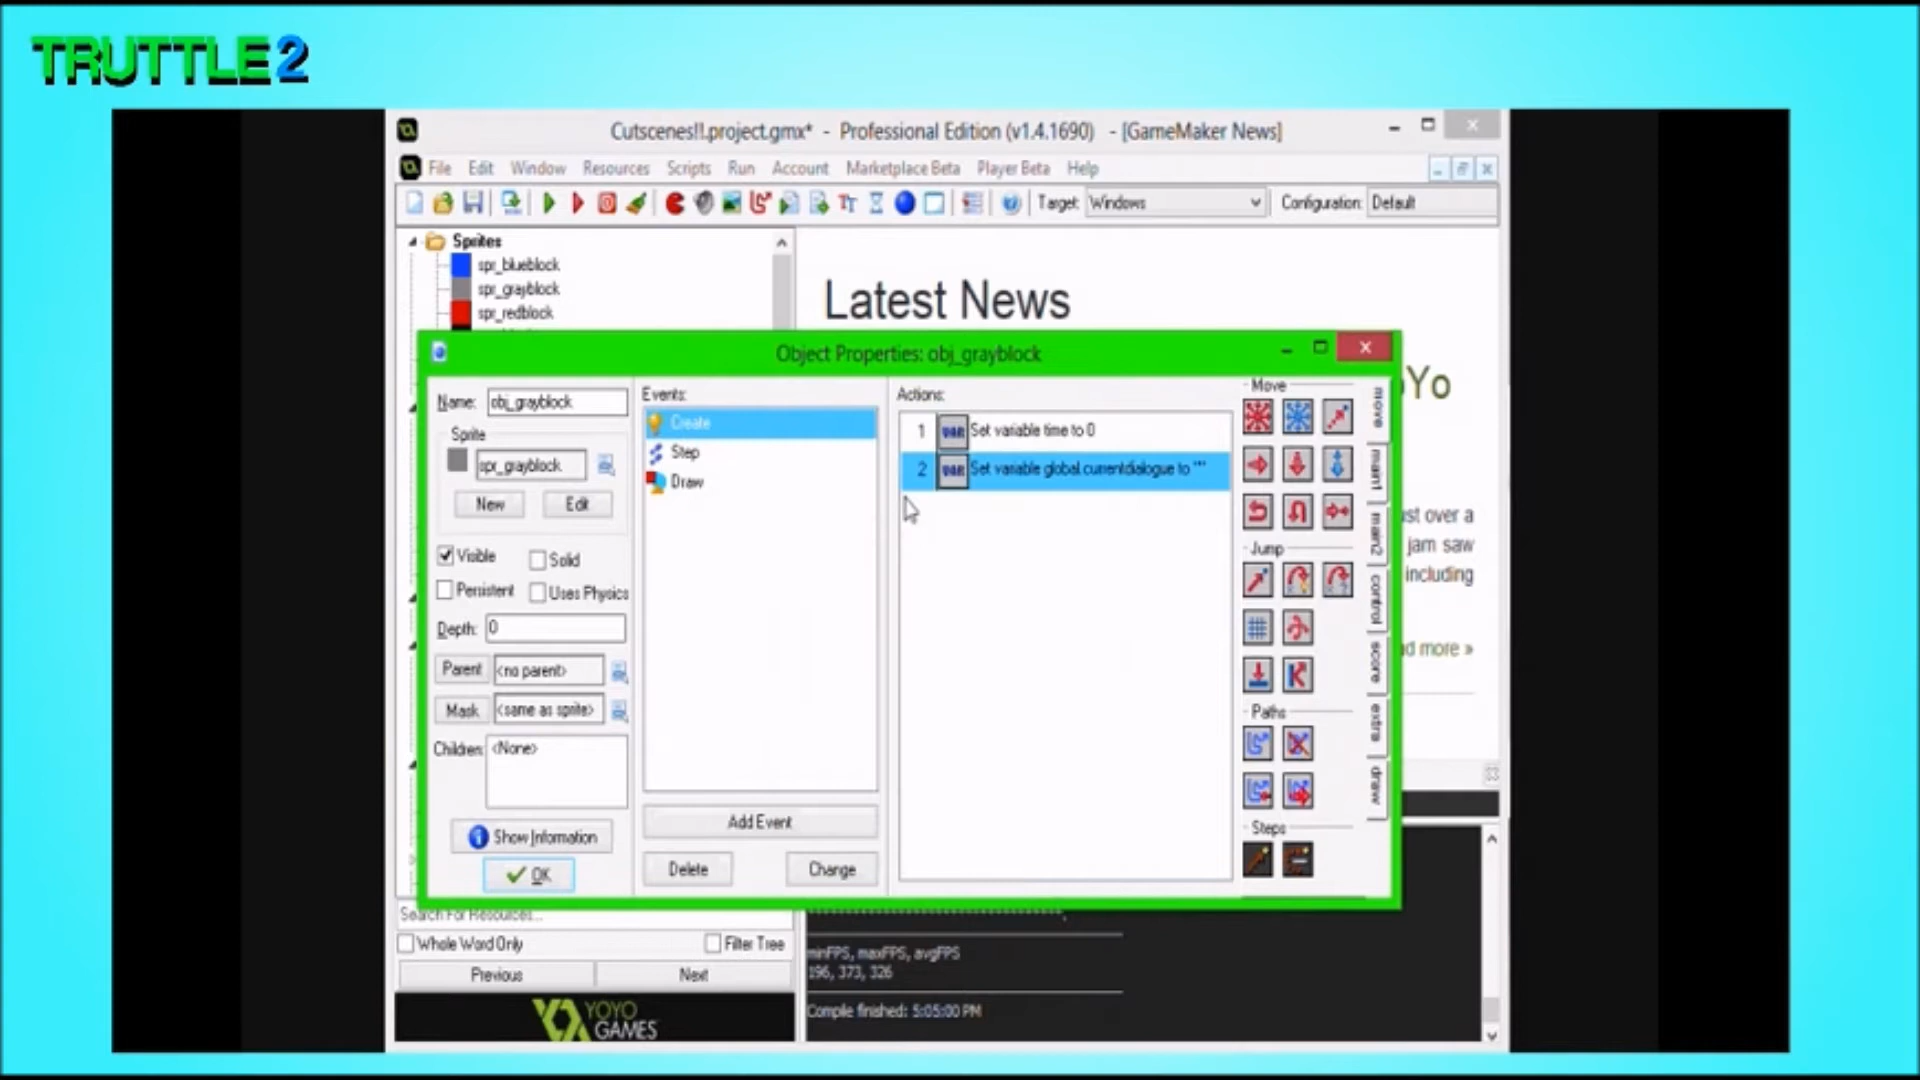 TRUTTLE2
Cutscenes!!.project.gmx* - Professional Edition (v1.4.1690) - [GameMaker News]
File Edit Window Resources Scripts Run Account Marketplace Beta Player Beta Help
Target: Windows Configuration: Default
Sprites
spr_blueblock
spr_grayblock
spr_redblock
Latest News
Object Properties: obj_grayblock
Name: obj_grayblock
Sprite
spr_grayblock
New Edit
Visible Solid
Persistent Uses Physics
Depth: 0
Parent <no parent>
Mask <same as sprite>
Children: <None>
Show Information
OK
Events:
Create
Step
Draw
Add Event
Delete Change
Actions:
1 VAR Set variable time to 0
2 VAR Set variable global.currentdialogue to ""
Move
Jump
Paths
Steps
move
main1
main2
control
score
extra
draw
oYo
ust over a
jam saw
including
d more »
Search For Resources...
Whole Word Only Filter Tree
Previous Next
YOYO
GAMES
minFPS, maxFPS, avgFPS
196, 373, 326
Compile finished: 5:05:00 PM